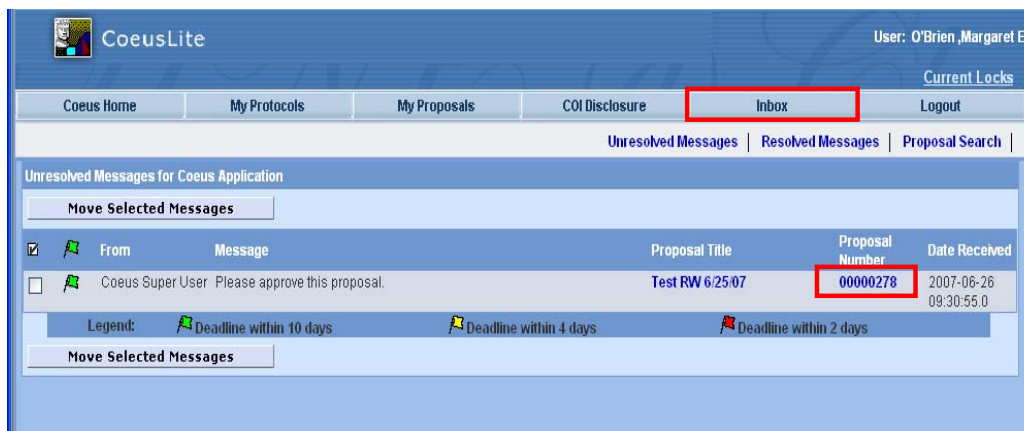 CoeusLite
User: O'Brien ,Margaret E
Current Locks
Coeus Home My Protocols My Proposals COI Disclosure Inbox Logout
Unresolved Messages | Resolved Messages | Proposal Search |
Unresolved Messages for Coeus Application
Move Selected Messages
From Message Proposal Title Proposal Number Date Received
Coeus Super User Please approve this proposal. Test RW 6/25/07 00000278 2007-06-26 09:30:55.0
Legend: Deadline within 10 days Deadline within 4 days Deadline within 2 days
Move Selected Messages